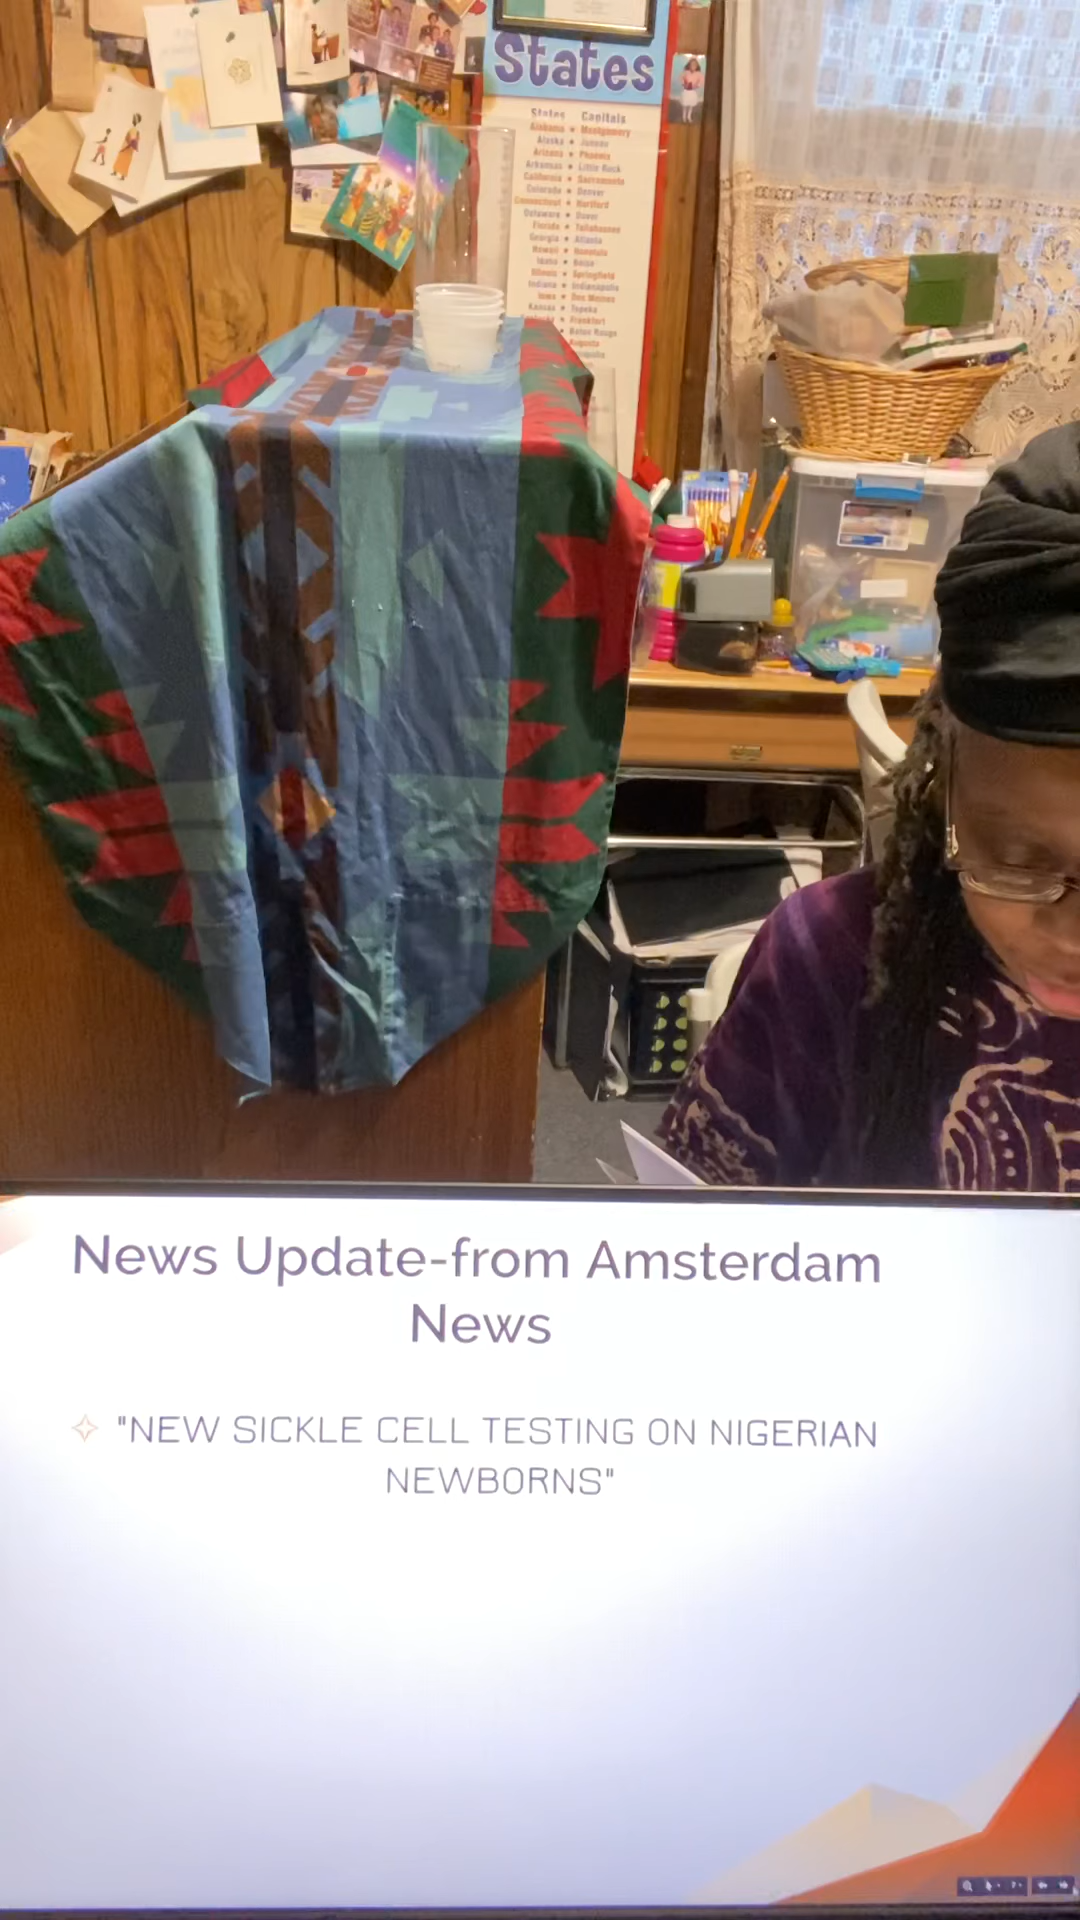 States
States Capitals
Alabama ★ Montgomery
Alaska ★ Juneau
Arizona ★ Phoenix
Arkansas ★ Little Rock
California ★ Sacramento
Colorado ★ Denver
Connecticut ★ Hartford
Delaware ★ Dover
Florida ★ Tallahassee
Georgia ★ Atlanta
Hawaii ★ Honolulu
Idaho ★ Boise
Illinois ★ Springfield
Indiana ★ Indianapolis
Iowa ★ Des Moines
Kansas ★ Topeka
Frankfort
Baton Rouge
Augusta
News Update-from Amsterdam
News
"NEW SICKLE CELL TESTING ON NIGERIAN
NEWBORNS"